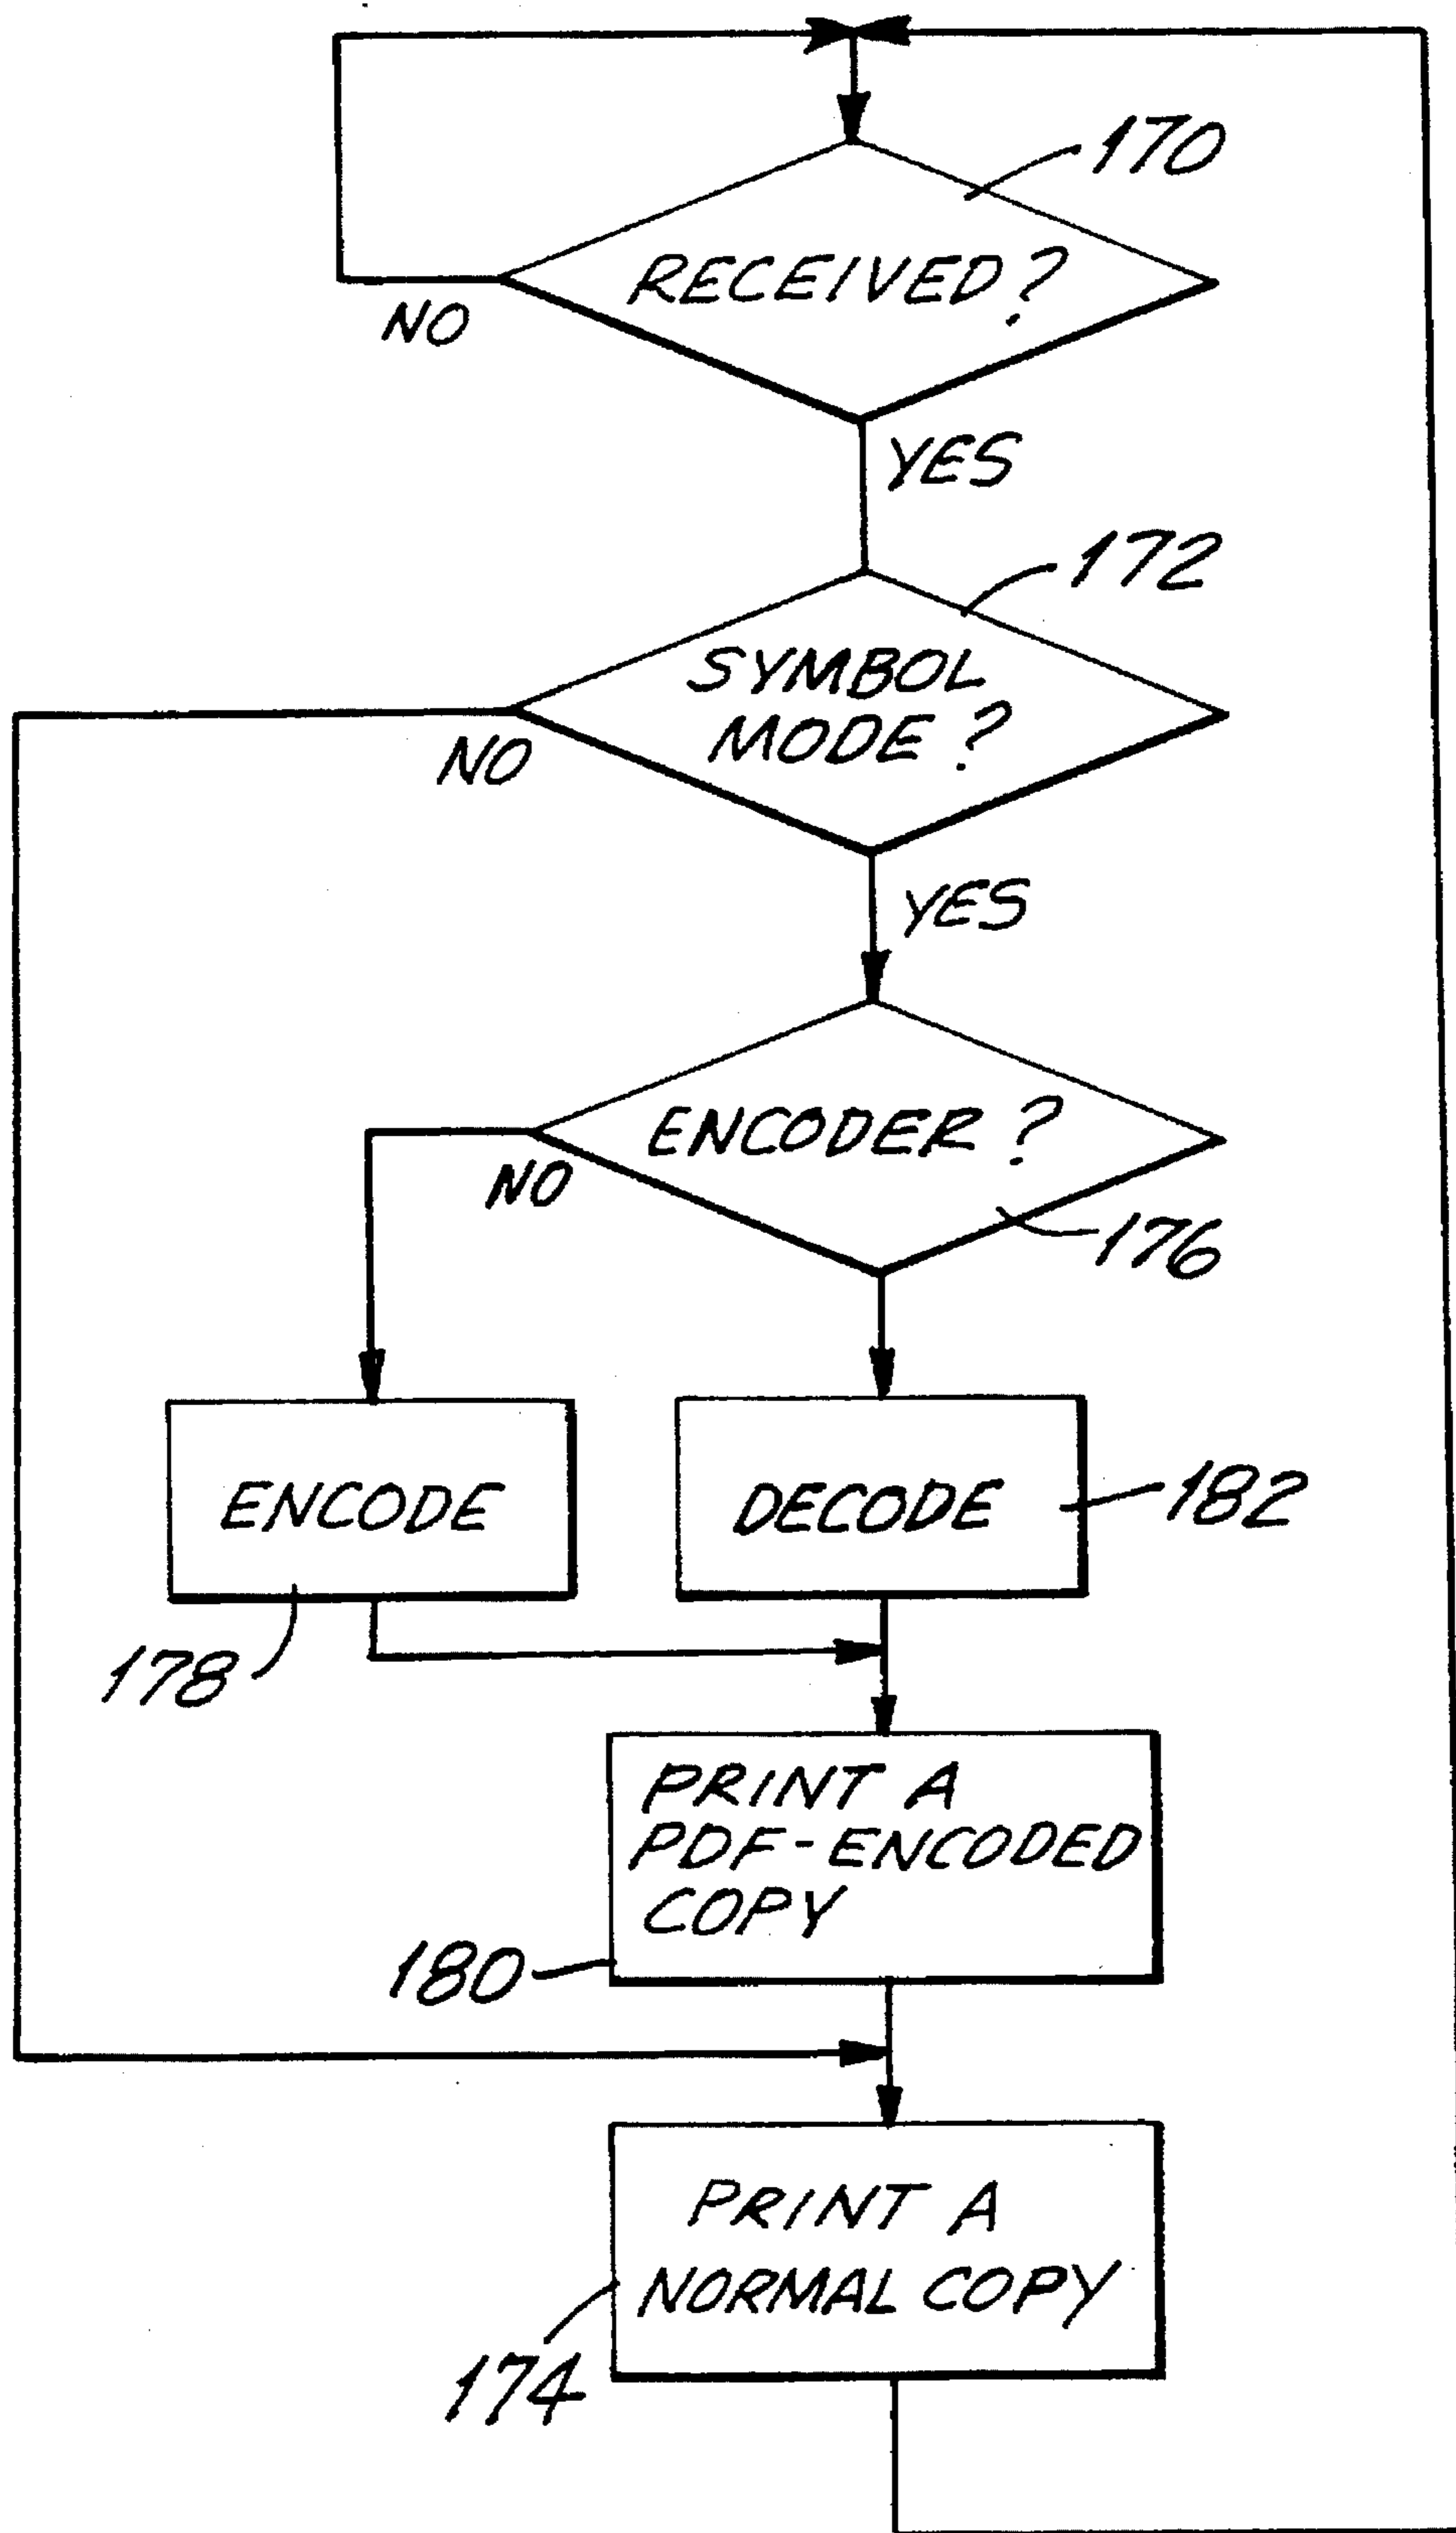 170
RECEIVED?
NO
YES
172
SYMBOL
MODE?
NO
YES
ENCODER?
NO
176
ENCODE
DECODE
182
178
PRINT A
PDF-ENCODED
COPY
180
PRINT A
NORMAL COPY
174